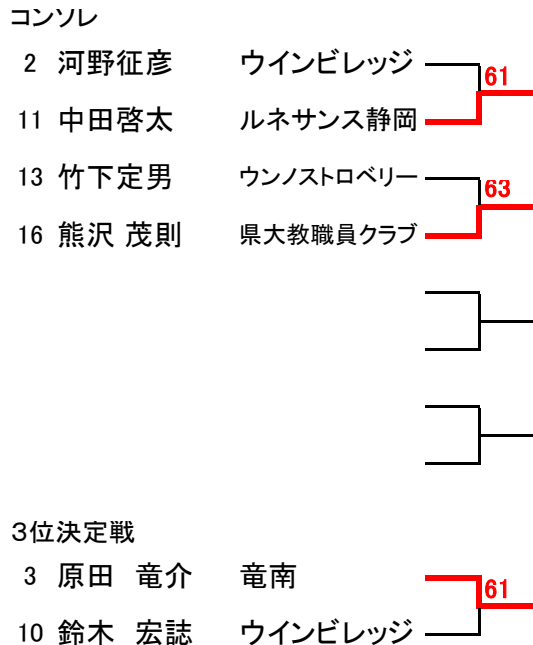 コンソレ
2 河野征彦 ウインビレッジ
61
11 中田啓太 ルネサンス静岡
13 竹下定男 ウンノストロベリー
63
16 熊沢 茂則 県大教職員クラブ
３位決定戦
3 原田 竜介 竜南
61
10 鈴木 宏誌 ウインビレッジ